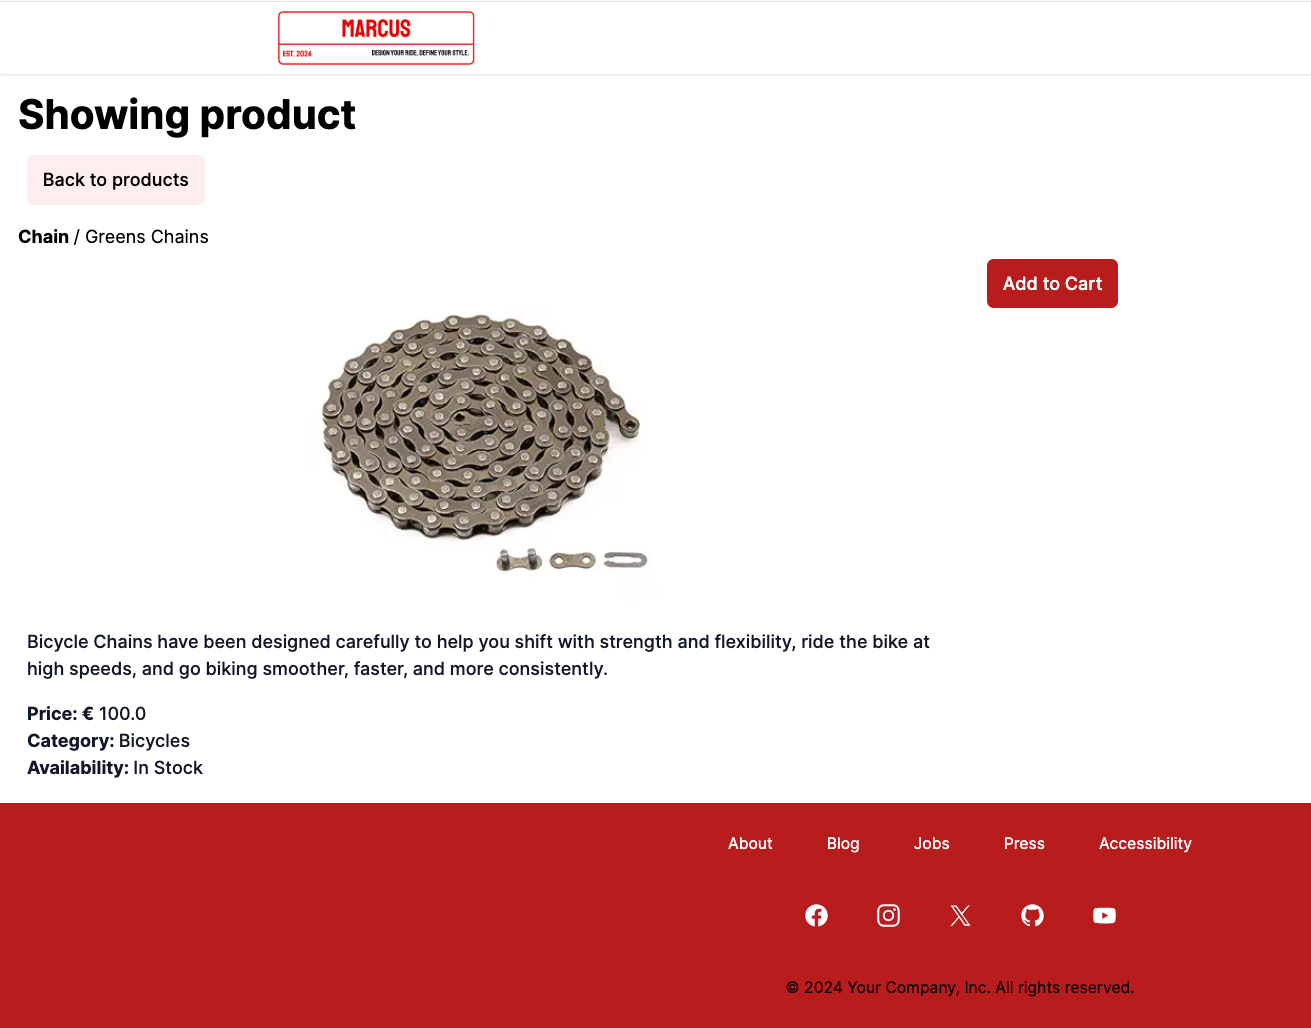 MARCUS
EST. 2024
DESIGN YOUR RIDE, DEFINE YOUR STYLE.
Showing product
Back to products
Chain / Greens Chains
Add to Cart
Bicycle Chains have been designed carefully to help you shift with strength and flexibility, ride the bike at
high speeds, and go biking smoother, faster, and more consistently.
Price: € 100.0
Category: Bicycles
Availability: In Stock
About Blog Jobs Press Accessibility
© 2024 Your Company, Inc. All rights reserved.